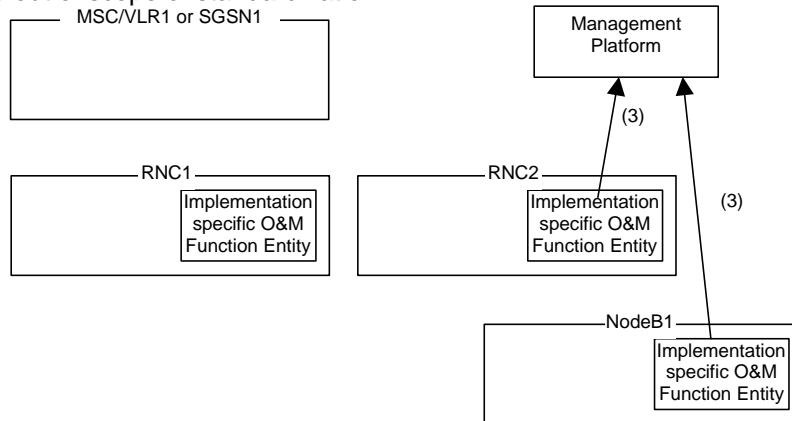 MSC/VLR1 or SGSN1
Management
Platform
(3)
RNC1
RNC2
(3)
Implementation
specific O&M
Function Entity
Implementation
specific O&M
Function Entity
NodeB1
Implementation
specific O&M
Function Entity